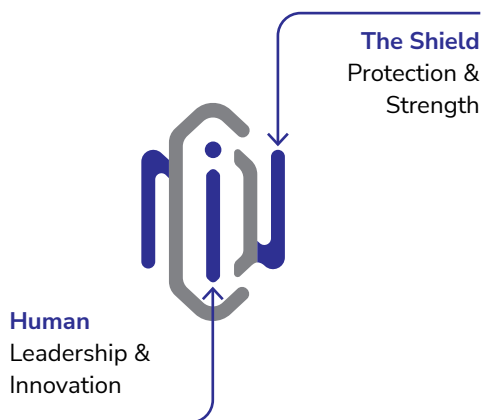 The Shield
Protection &
Strength
Human
Leadership &
Innovation